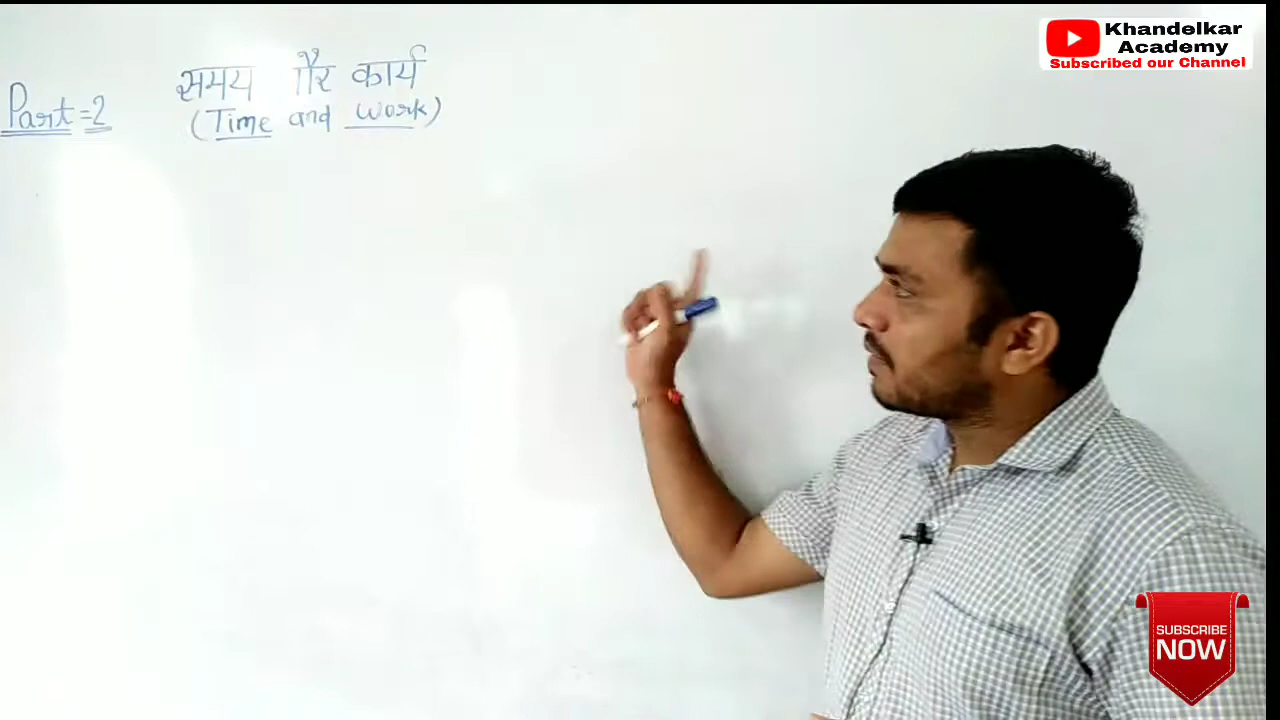 समय और कार्य
(Time and Work)
Part=2
Khandelkar
Academy
Subscribed our Channel
SUBSCRIBE
NOW